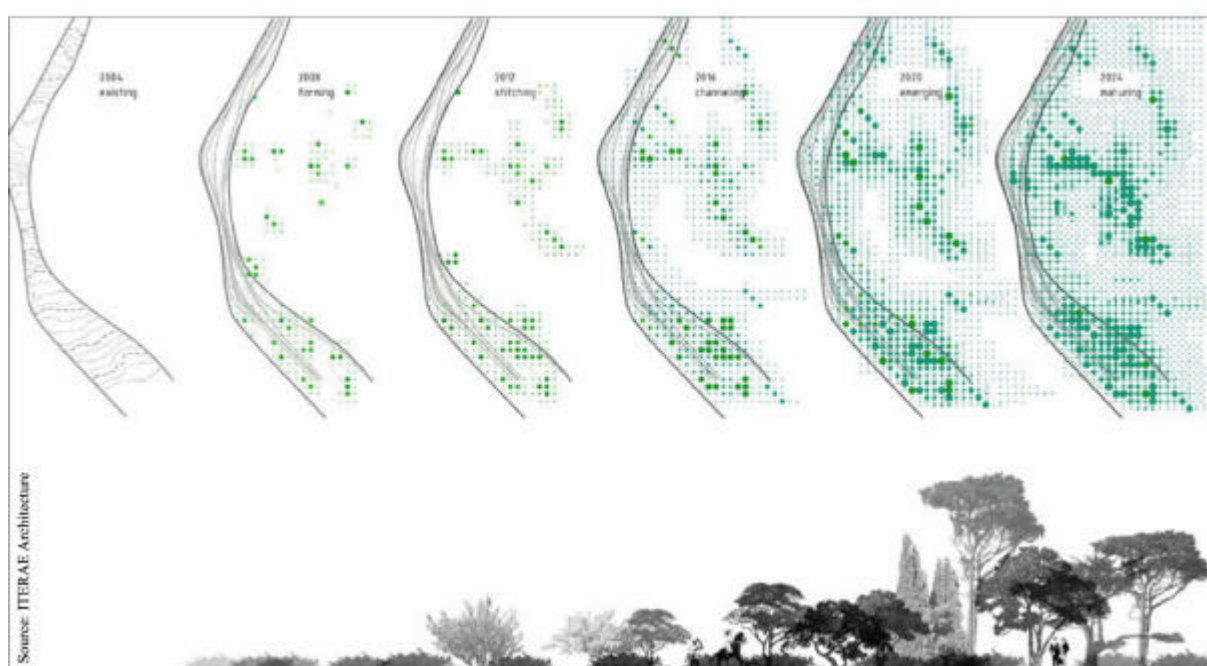 2004
existing
2008
forming
2012
stitching
2016
channeling
2020
emerging
2024
maturing
Source: ITERAE Architecture